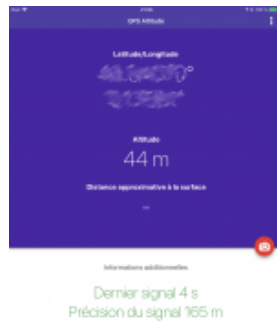 GPS Altitude
Latitude/Longitude
Altitude
44 m
Distance approximative à la surface
--
Informations additionnelles
Dernier signal 4 s
Précision du signal 165 m